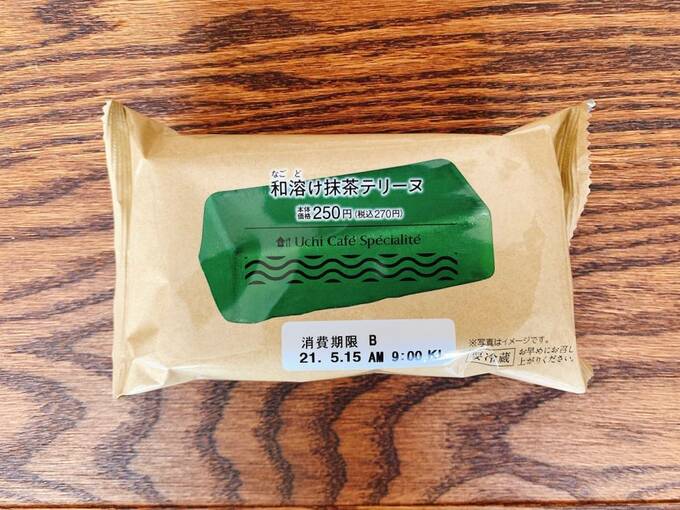 なごど
和溶け抹茶テリーヌ
本体価格250円(税込270円)
Uchi Café Spécialité
消費期限 B
21. 5.15 AM 9:00 KL
※写真はイメージです。
要冷蔵 お早めにお召し上がりください。